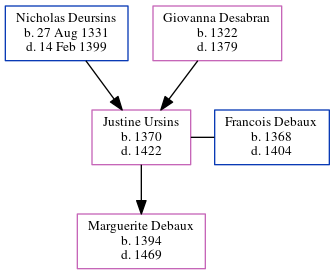 Nicholas Deursins
b. 27 Aug 1331
d. 14 Feb 1399
Giovanna Desabran
b. 1322
d. 1379
Justine Ursins
b. 1370
d. 1422
Francois Debaux
b. 1368
d. 1404
Marguerite Debaux
b. 1394
d. 1469